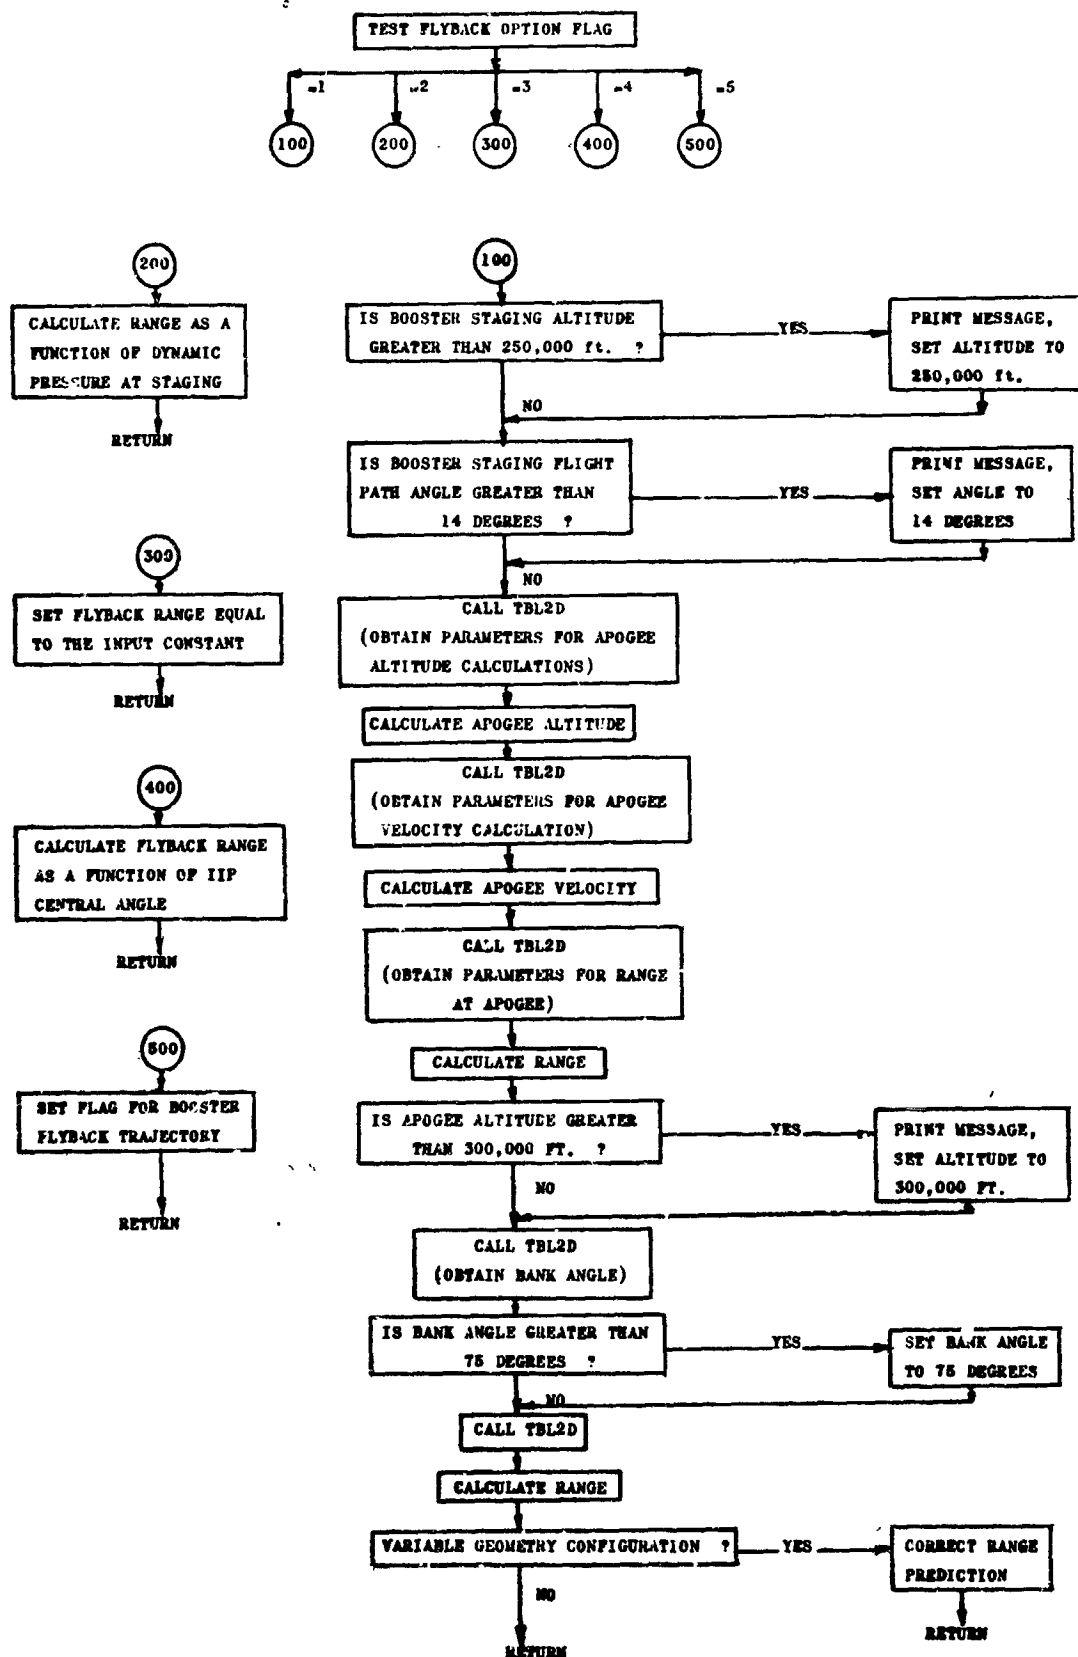 TEST FLYBACK OPTION FLAG
=1 =2 =3 =4 =5
100 200 300 400 500
200
CALCULATE RANGE AS A
FUNCTION OF DYNAMIC
PRESSURE AT STAGING
RETURN
300
SET FLYBACK RANGE EQUAL
TO THE INPUT CONSTANT
RETURN
400
CALCULATE FLYBACK RANGE
AS A FUNCTION OF IIP
CENTRAL ANGLE
RETURN
500
SET FLAG FOR BOOSTER
FLYBACK TRAJECTORY
RETURN
100
IS BOOSTER STAGING ALTITUDE
GREATER THAN 250,000 ft. ?
YES
PRINT MESSAGE,
SET ALTITUDE TO
250,000 ft.
NO
IS BOOSTER STAGING FLIGHT
PATH ANGLE GREATER THAN
14 DEGREES ?
YES
PRINT MESSAGE,
SET ANGLE TO
14 DEGREES
NO
CALL TBL2D
(OBTAIN PARAMETERS FOR APOGEE
ALTITUDE CALCULATIONS)
CALCULATE APOGEE ALTITUDE
CALL TBL2D
(OBTAIN PARAMETERS FOR APOGEE
VELOCITY CALCULATION)
CALCULATE APOGEE VELOCITY
CALL TBL2D
(OBTAIN PARAMETERS FOR RANGE
AT APOGEE)
CALCULATE RANGE
IS APOGEE ALTITUDE GREATER
THAN 300,000 FT. ?
YES
PRINT MESSAGE,
SET ALTITUDE TO
300,000 FT.
NO
CALL TBL2D
(OBTAIN BANK ANGLE)
IS BANK ANGLE GREATER THAN
75 DEGREES ?
YES
SET BANK ANGLE
TO 75 DEGREES
NO
CALL TBL2D
CALCULATE RANGE
VARIABLE GEOMETRY CONFIGURATION ?
YES
CORRECT RANGE
PREDICTION
RETURN
NO
RETURN